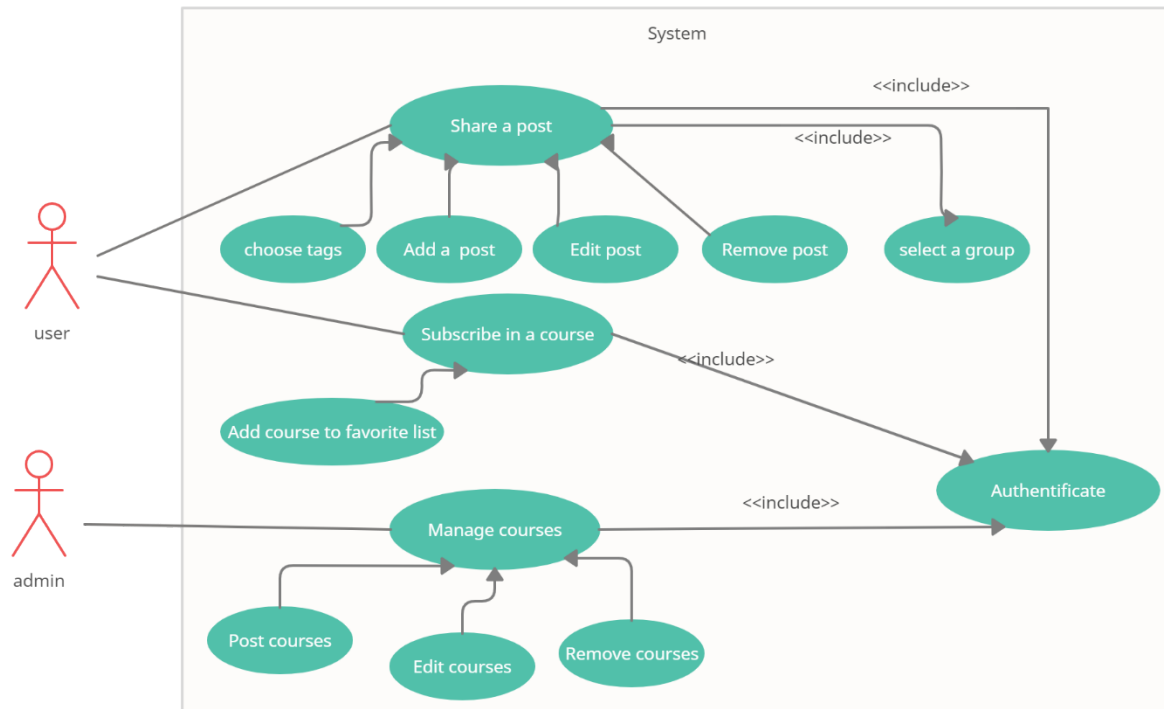 System
<<include>>
Share a post
<<include>>
choose tags
Add a  post
Edit post
Remove post
select a group
user
Subscribe in a course
<<include>>
Add course to favorite list
Authentificate
<<include>>
Manage courses
admin
Post courses
Edit courses
Remove courses